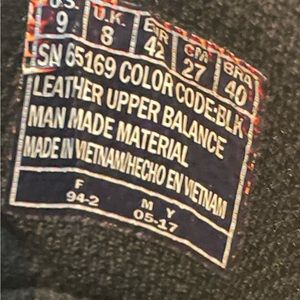 U.S. U.K. EUR CM BRA
9 8 42 27 40
SN 65169 COLOR CODE:BLK
LEATHER UPPER BALANCE
MAN MADE MATERIAL
MADE IN VIETNAM/HECHO EN VIETNAM
F M Y
94-2 05-17